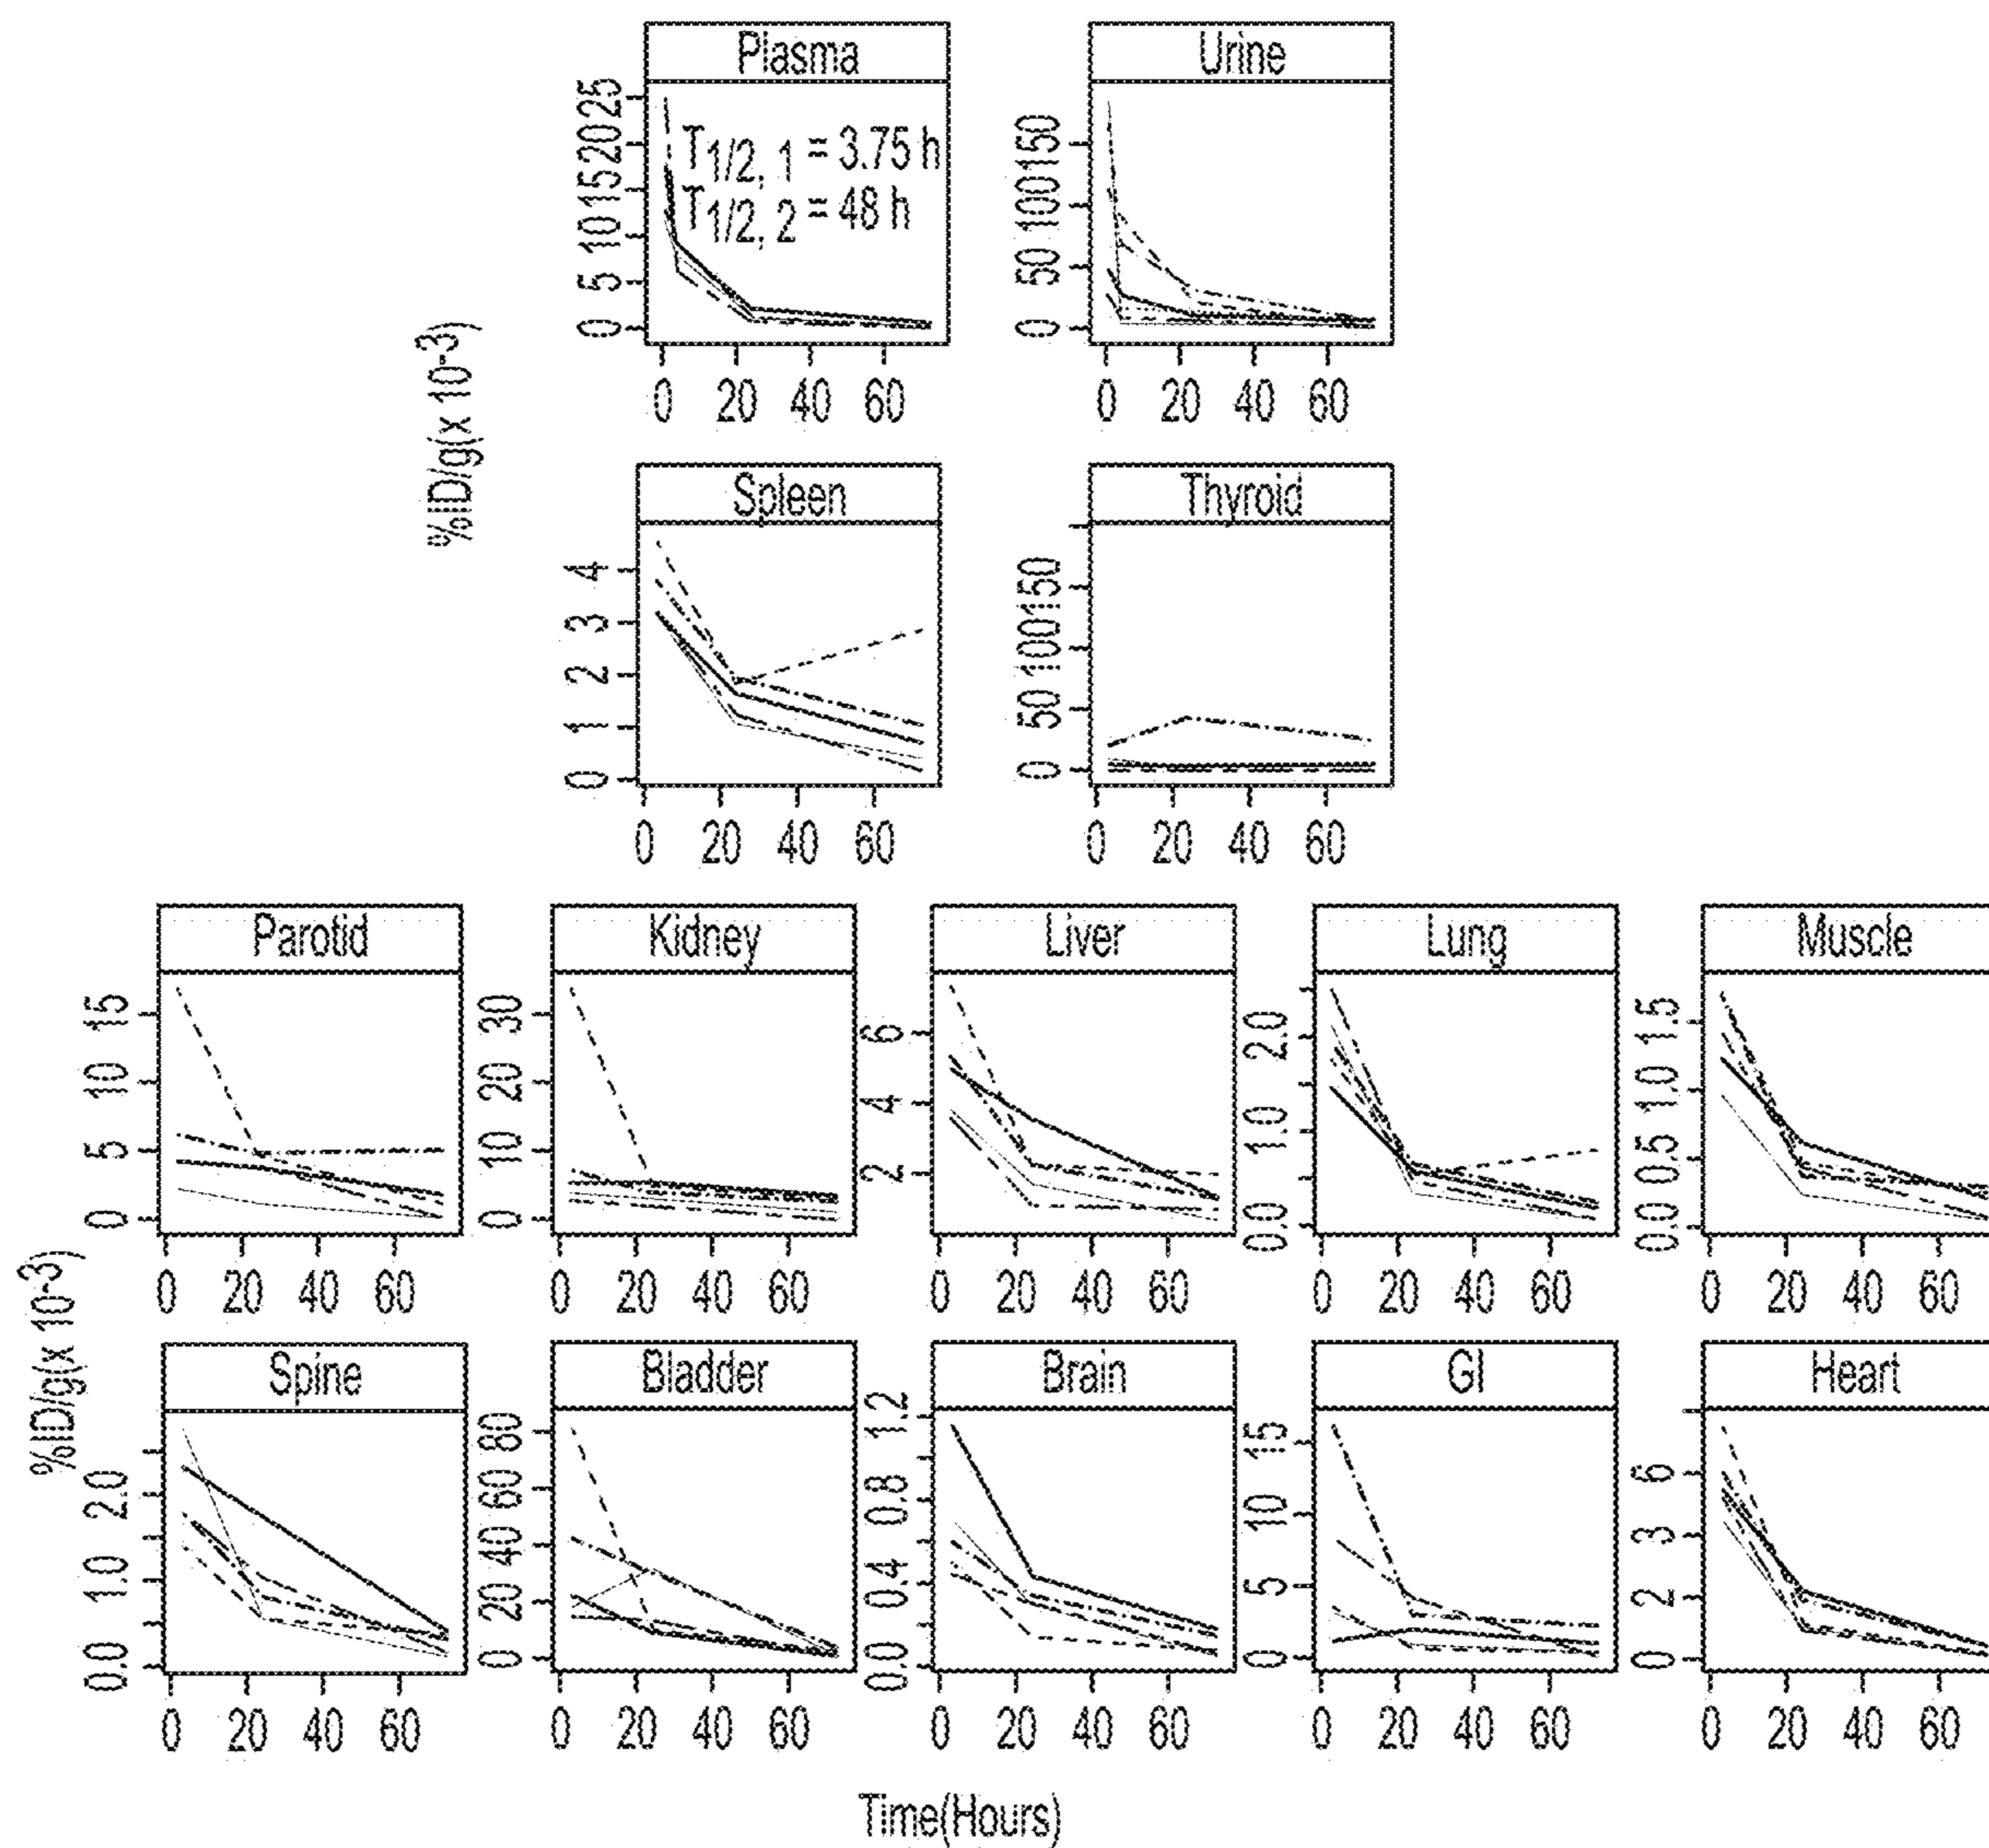 Plasma
Urine
25
20
15
10
5
0
T1/2, 1 = 3.75 h
T1/2, 2 = 48 h
150
100
50
0
0 20 40 60
0 20 40 60
%ID/g(x 10-3)
Spleen
Thyroid
4
3
2
1
0
150
100
50
0
0 20 40 60
0 20 40 60
Parotid
Kidney
Liver
Lung
Muscle
15
10
5
0
30
20
10
0
6
4
2
2.0
1.0
0.0
1.5
1.0
0.5
0.0
0 20 40 60
0 20 40 60
0 20 40 60
0 20 40 60
0 20 40 60
%ID/g(x 10-3)
Spine
Bladder
Brain
GI
Heart
2.0
1.0
0.0
80
60
40
20
0
1.2
0.8
0.4
0.0
15
10
5
0
6
3
2
0
0 20 40 60
0 20 40 60
0 20 40 60
0 20 40 60
0 20 40 60
Time(Hours)